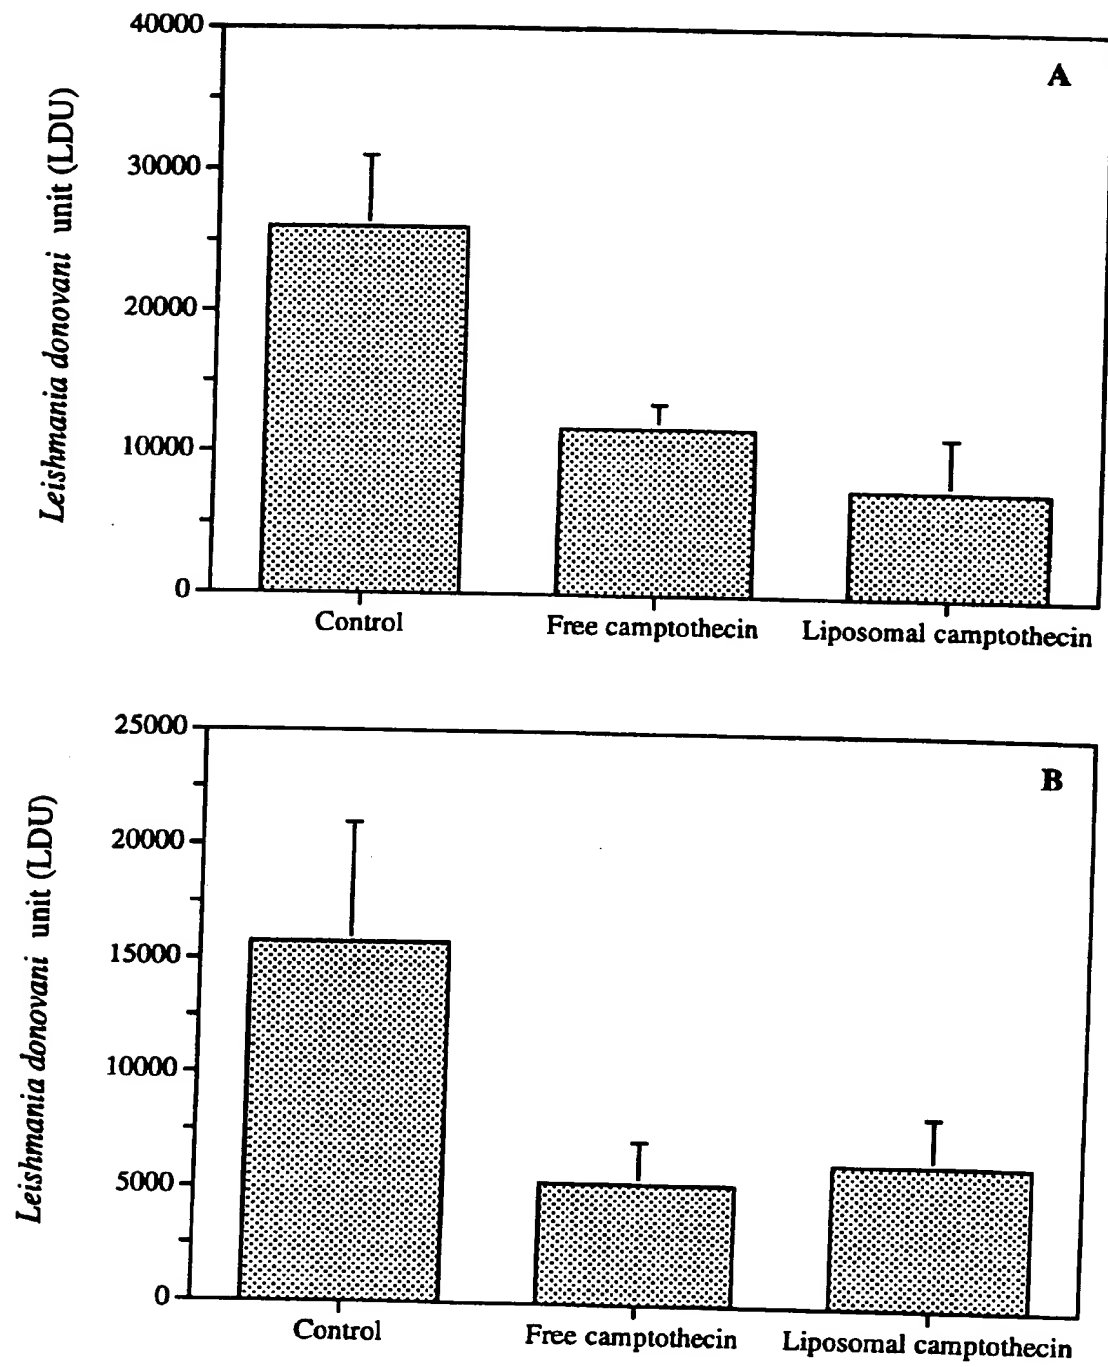 40000
A
30000
20000
10000
0
Leishmania donovani unit (LDU)
Control
Free camptothecin
Liposomal camptothecin
25000
B
20000
15000
10000
5000
0
Leishmania donovani unit (LDU)
Control
Free camptothecin
Liposomal camptothecin